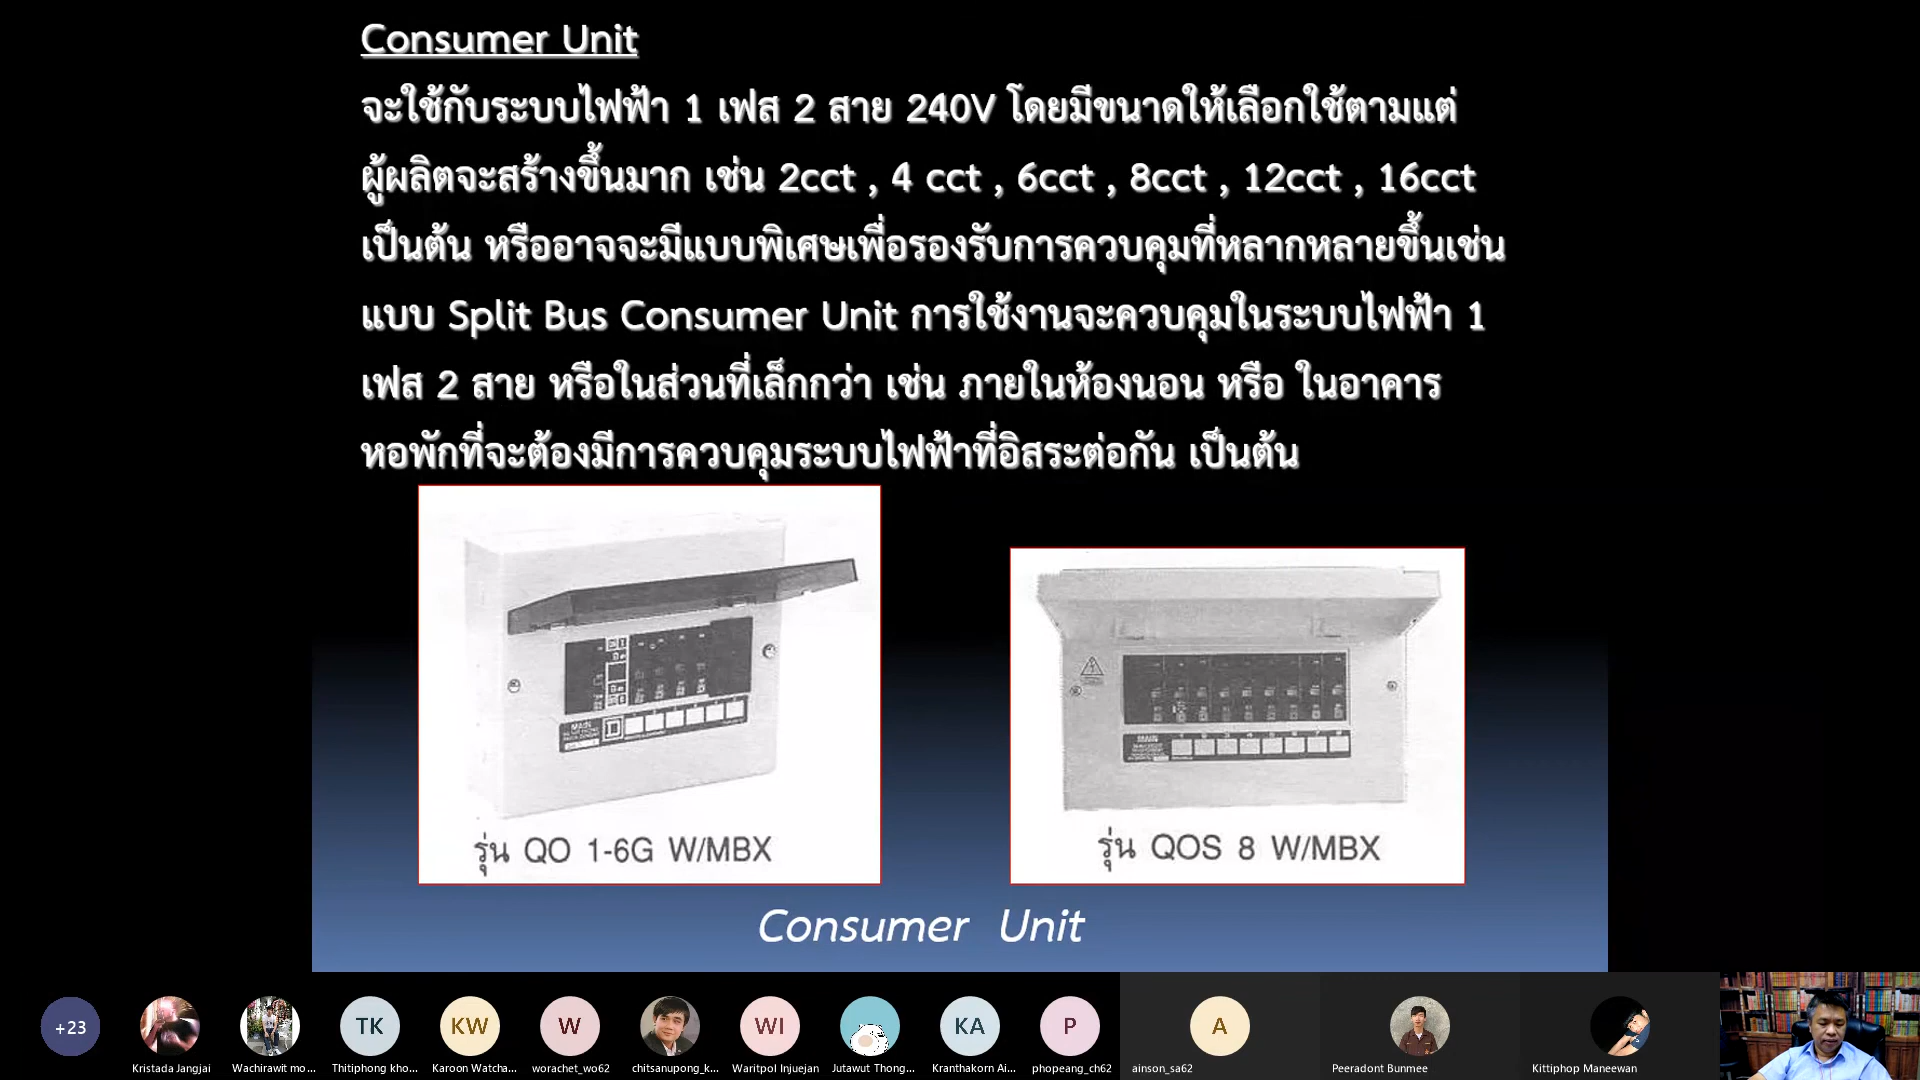 Consumer Unit
จะใช้กับระบบไฟฟ้า 1 เฟส 2 สาย 240V โดยมีขนาดให้เลือกใช้ตามแต่
ผู้ผลิตจะสร้างขึ้นมาก เช่น 2cct , 4 cct , 6cct , 8cct , 12cct , 16cct
เป็นต้น หรืออาจจะมีแบบพิเศษเพื่อรองรับการควบคุมที่หลากหลายขึ้นเช่น
แบบ Split Bus Consumer Unit การใช้งานจะควบคุมในระบบไฟฟ้า 1
เฟส 2 สาย หรือในส่วนที่เล็กกว่า เช่น ภายในห้องนอน หรือ ในอาคาร
หอพักที่จะต้องมีการควบคุมระบบไฟฟ้าที่อิสระต่อกัน เป็นต้น
MAIN
MAIN
รุ่น QO 1-6G W/MBX
รุ่น QOS 8 W/MBX
Consumer Unit
+23
TK
KW
W
WI
KA
P
A
Kristada Jangjai
Wachirawit mo...
Thitiphong kho...
Karoon Watcha...
worachet_wo62
chitsanupong_k...
Waritpol Injuejan
Jutawut Thong...
Kranthakorn Ai...
phopeang_ch62
ainson_sa62
Peeradont Bunmee
Kittiphop Maneewan